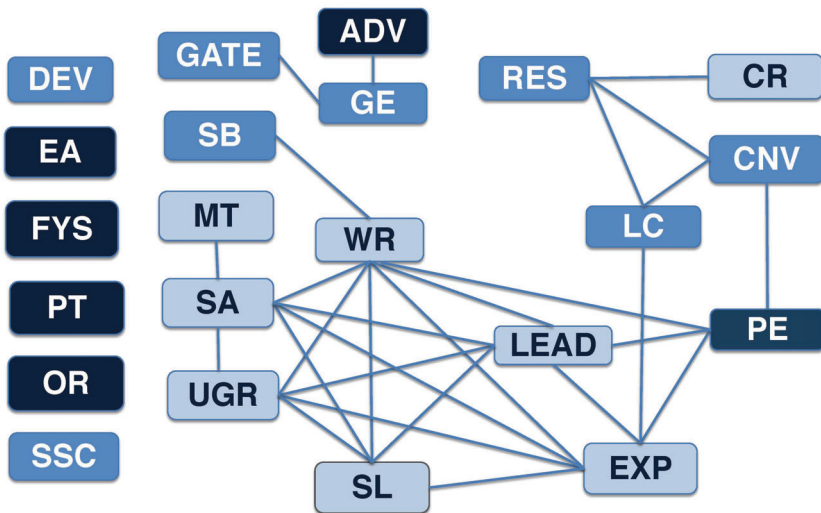 ADV
GATE
RES
CR
DEV
GE
SB
EA
CNV
MT
FYS
WR
LC
SA
PT
LEAD
PE
OR
UGR
SSC
SL
EXP